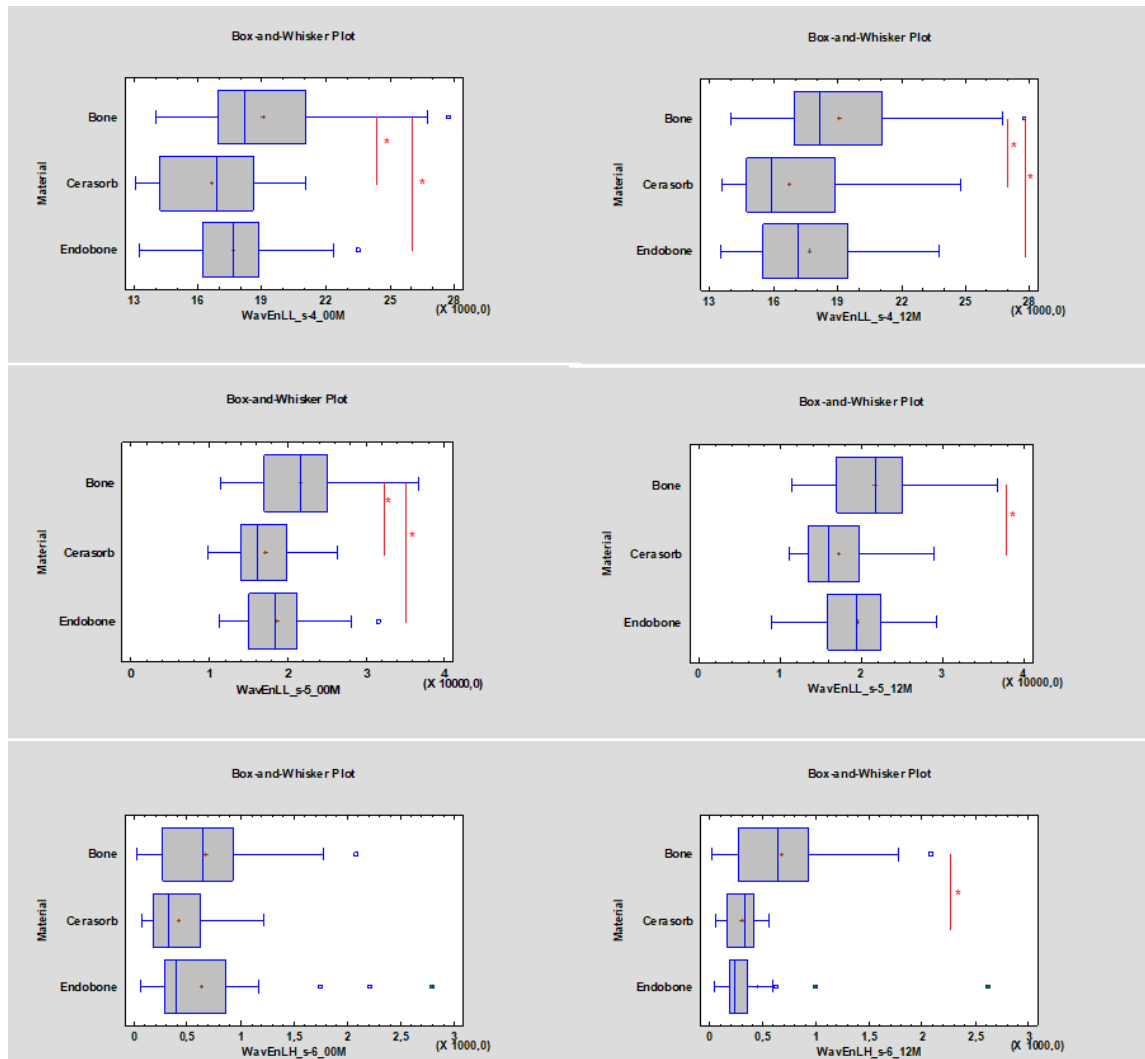 Box-and-Whisker Plot
Material
Bone
Cerasorb
Endobone
*
*
13 16 19 22 25 28
(X 1000,0)
WavEnLL_s-4_00M
Box-and-Whisker Plot
Material
Bone
Cerasorb
Endobone
*
*
13 16 19 22 25 28
(X 1000,0)
WavEnLL_s-4_12M
Box-and-Whisker Plot
Material
Bone
Cerasorb
Endobone
*
*
0 1 2 3 4
(X 10000,0)
WavEnLL_s-5_00M
Box-and-Whisker Plot
Material
Bone
Cerasorb
Endobone
*
0 1 2 3 4
(X 10000,0)
WavEnLL_s-5_12M
Box-and-Whisker Plot
Material
Bone
Cerasorb
Endobone
0 0,5 1 1,5 2 2,5 3
(X 1000,0)
WavEnLH_s-6_00M
Box-and-Whisker Plot
Material
Bone
Cerasorb
Endobone
*
0 0,5 1 1,5 2 2,5 3
(X 1000,0)
WavEnLH_s-6_12M